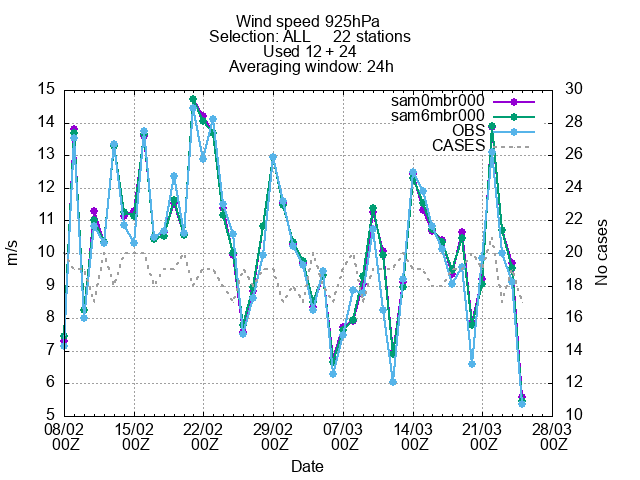 Wind speed 925hPa
Selection: ALL 22 stations
Used 12 + 24
Averaging window: 24h
sam0mbr000
sam6mbr000
OBS
CASES
m/s
No cases
15
14
13
12
11
10
9
8
7
6
5
30
28
26
24
22
20
18
16
14
12
10
08/02 15/02 22/02 29/02 07/03 14/03 21/03 28/03
00Z 00Z 00Z 00Z 00Z 00Z 00Z 00Z
Date